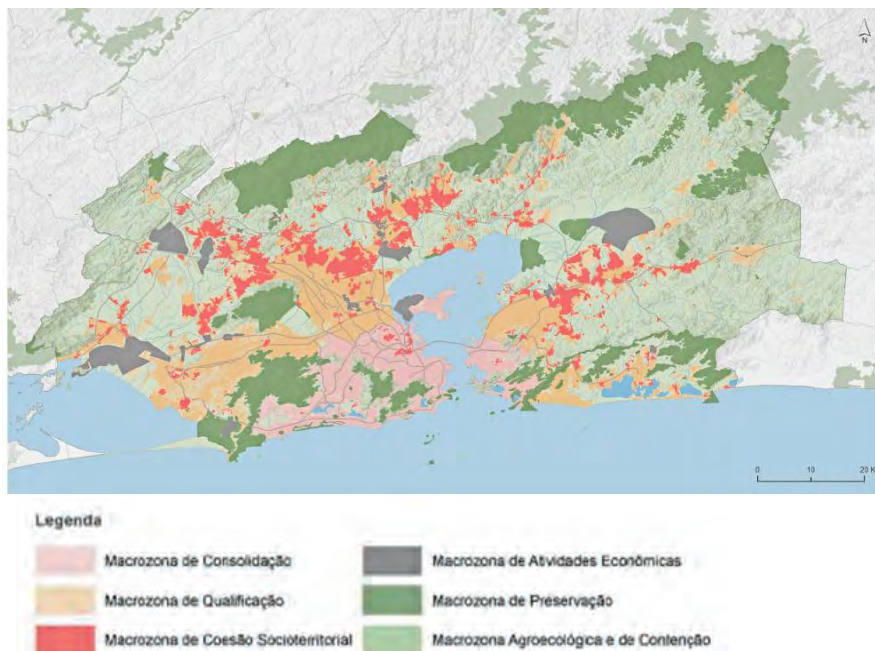 N
0 10 20 K
Legenda
Macrozona de Consolidação
Macrozona de Atividades Econômicas
Macrozona de Qualificação
Macrozona de Preservação
Macrozona de Coesão Socioterritorial
Macrozona Agroecológica e de Contenção